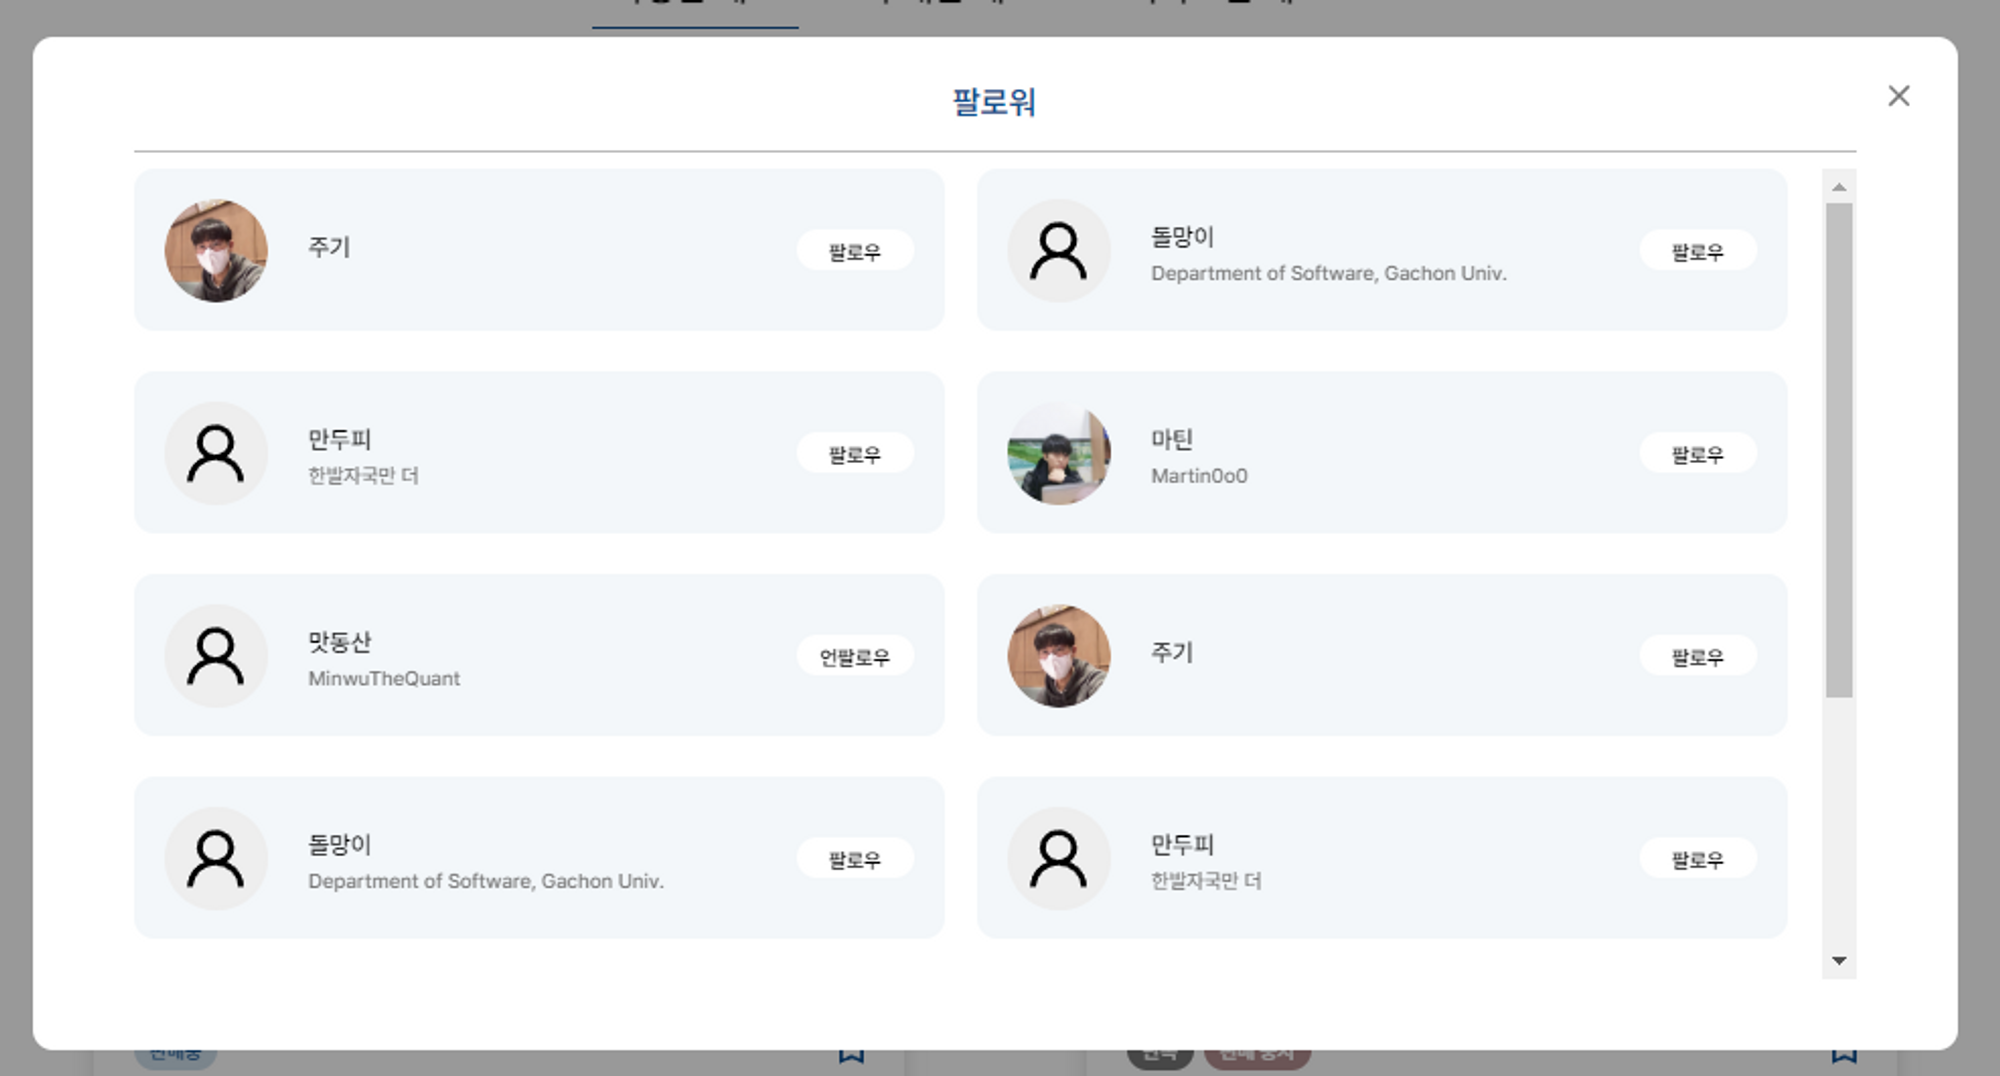 팔로워
주기
팔로우
돌망이
Department of Software, Gachon Univ.
팔로우
만두피
한발자국만 더
팔로우
마틴
Martin0o0
팔로우
맛동산
MinwuTheQuant
언팔로우
주기
팔로우
돌망이
Department of Software, Gachon Univ.
팔로우
만두피
한발자국만 더
팔로우